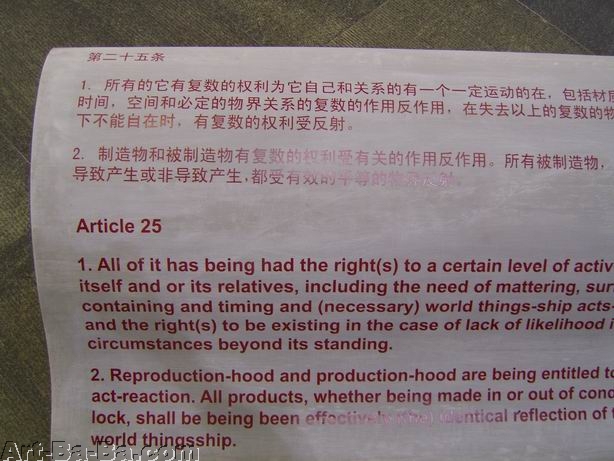 第二十五条
1. 所有的它有复数的权利为它自己和关系的有一个一定运动的在，包括材质
时间，空间和必定的物界关系的复数的作用反作用，在失去以上的复数的物
下不能自在时，有复数的权利受反射。
2. 制造物和被制造物有复数的权利受有关的作用反作用。所有被制造物，
导致产生或非导致产生，都受有效的平等的物界反射。
Article 25
1. All of it has being had the right(s) to a certain level of activ
itself and or its relatives, including the need of mattering, sur
containing and timing and (necessary) world things-ship acts-
and the right(s) to be existing in the case of lack of likelihood i
circumstances beyond its standing.
2. Reproduction-hood and production-hood are being entitled to
act-reaction. All products, whether being made in or out of cond
lock, shall be being been effectively (the) identical reflection of t
world thingsship.
Art-Ba-Ba.com